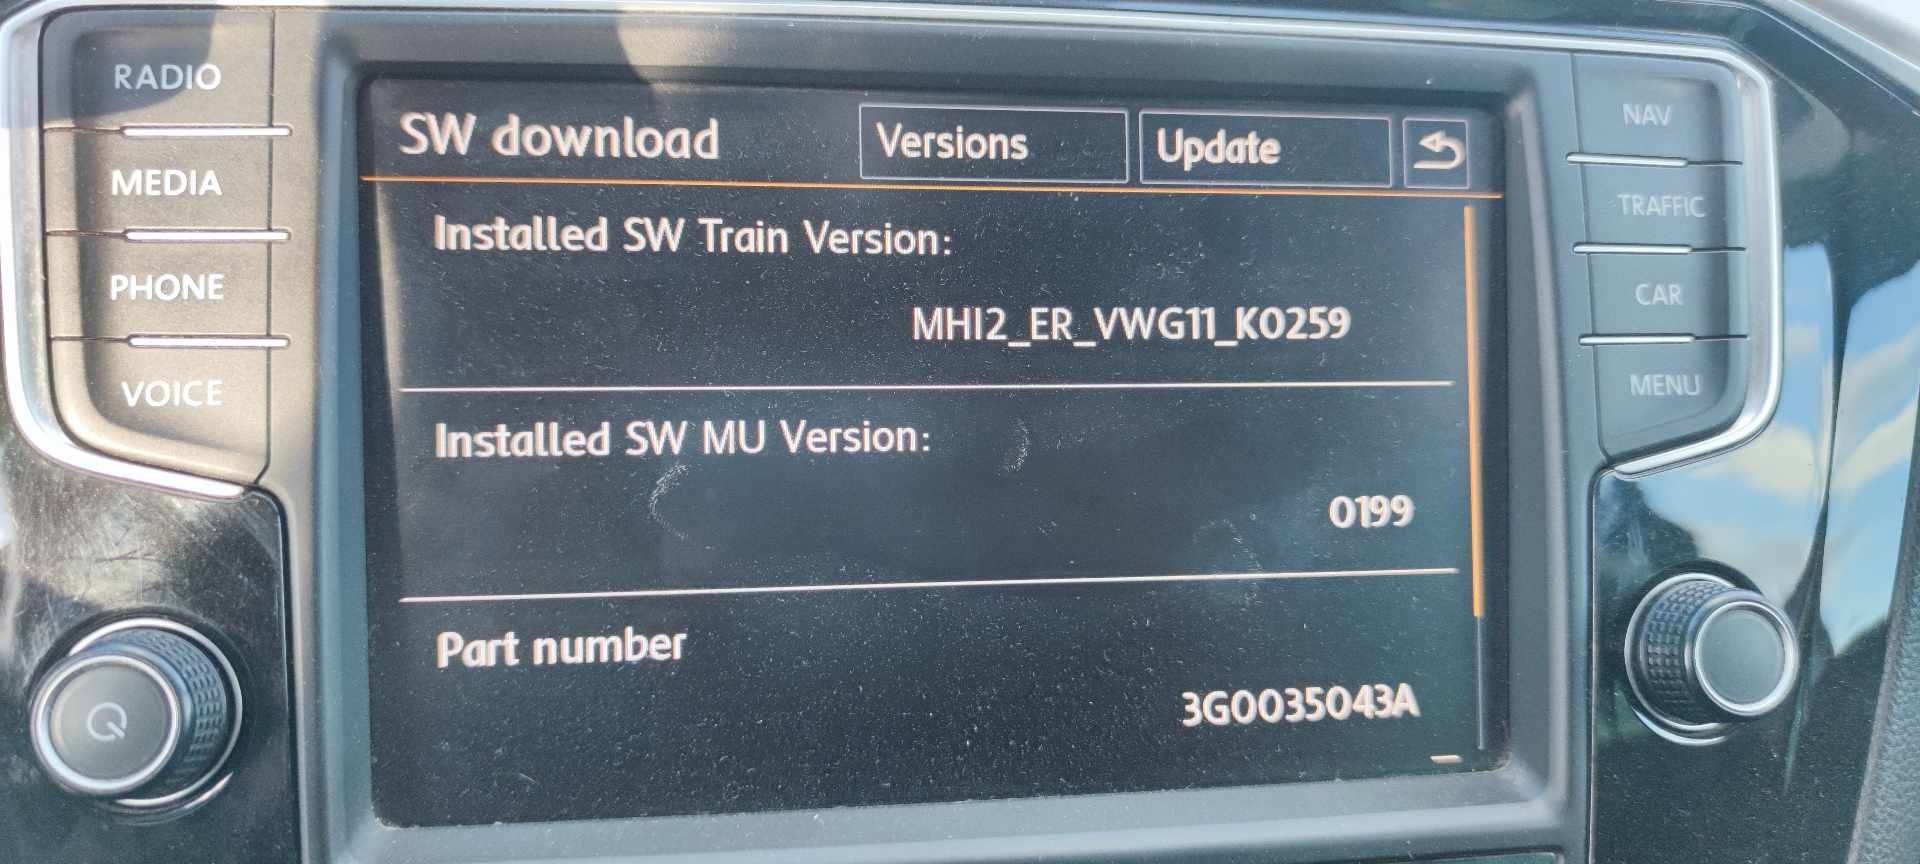 RADIO
MEDIA
PHONE
VOICE
SW download
Versions
Update
Installed SW Train Version:
MHI2_ER_VWG11_K0259
Installed SW MU Version:
0199
Part number
3G0035043A
NAV
TRAFFIC
CAR
MENU